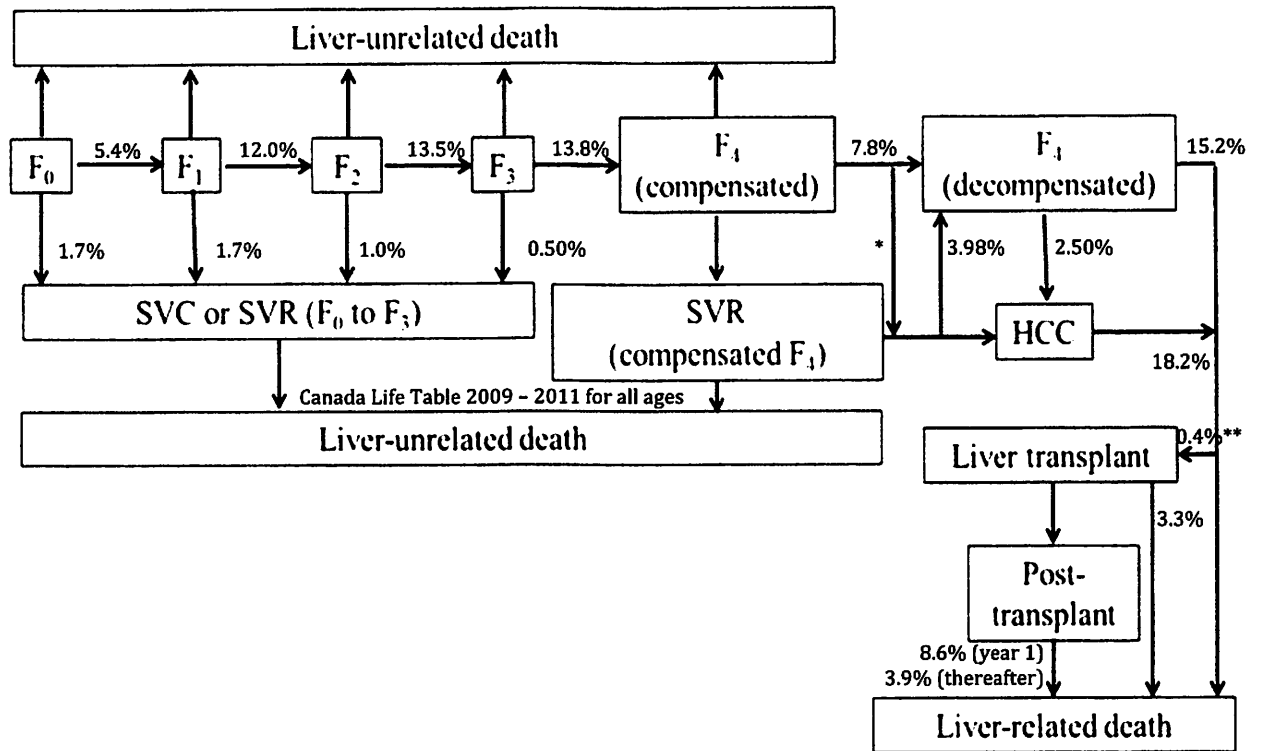 Liver-unrelated death
F₀
5.4%
F₁
12.0%
F₂
13.5%
F₃
13.8%
F₄
(compensated)
7.8%
F₄
(decompensated)
15.2%
1.7%
1.7%
1.0%
0.50%
*
3.98%
2.50%
SVC or SVR (F₀ to F₃)
SVR
(compensated F₄)
HCC
18.2%
Canada Life Table 2009 – 2011 for all ages
Liver-unrelated death
0.4%**
Liver transplant
3.3%
Post-
transplant
8.6% (year 1)
3.9% (thereafter)
Liver-related death